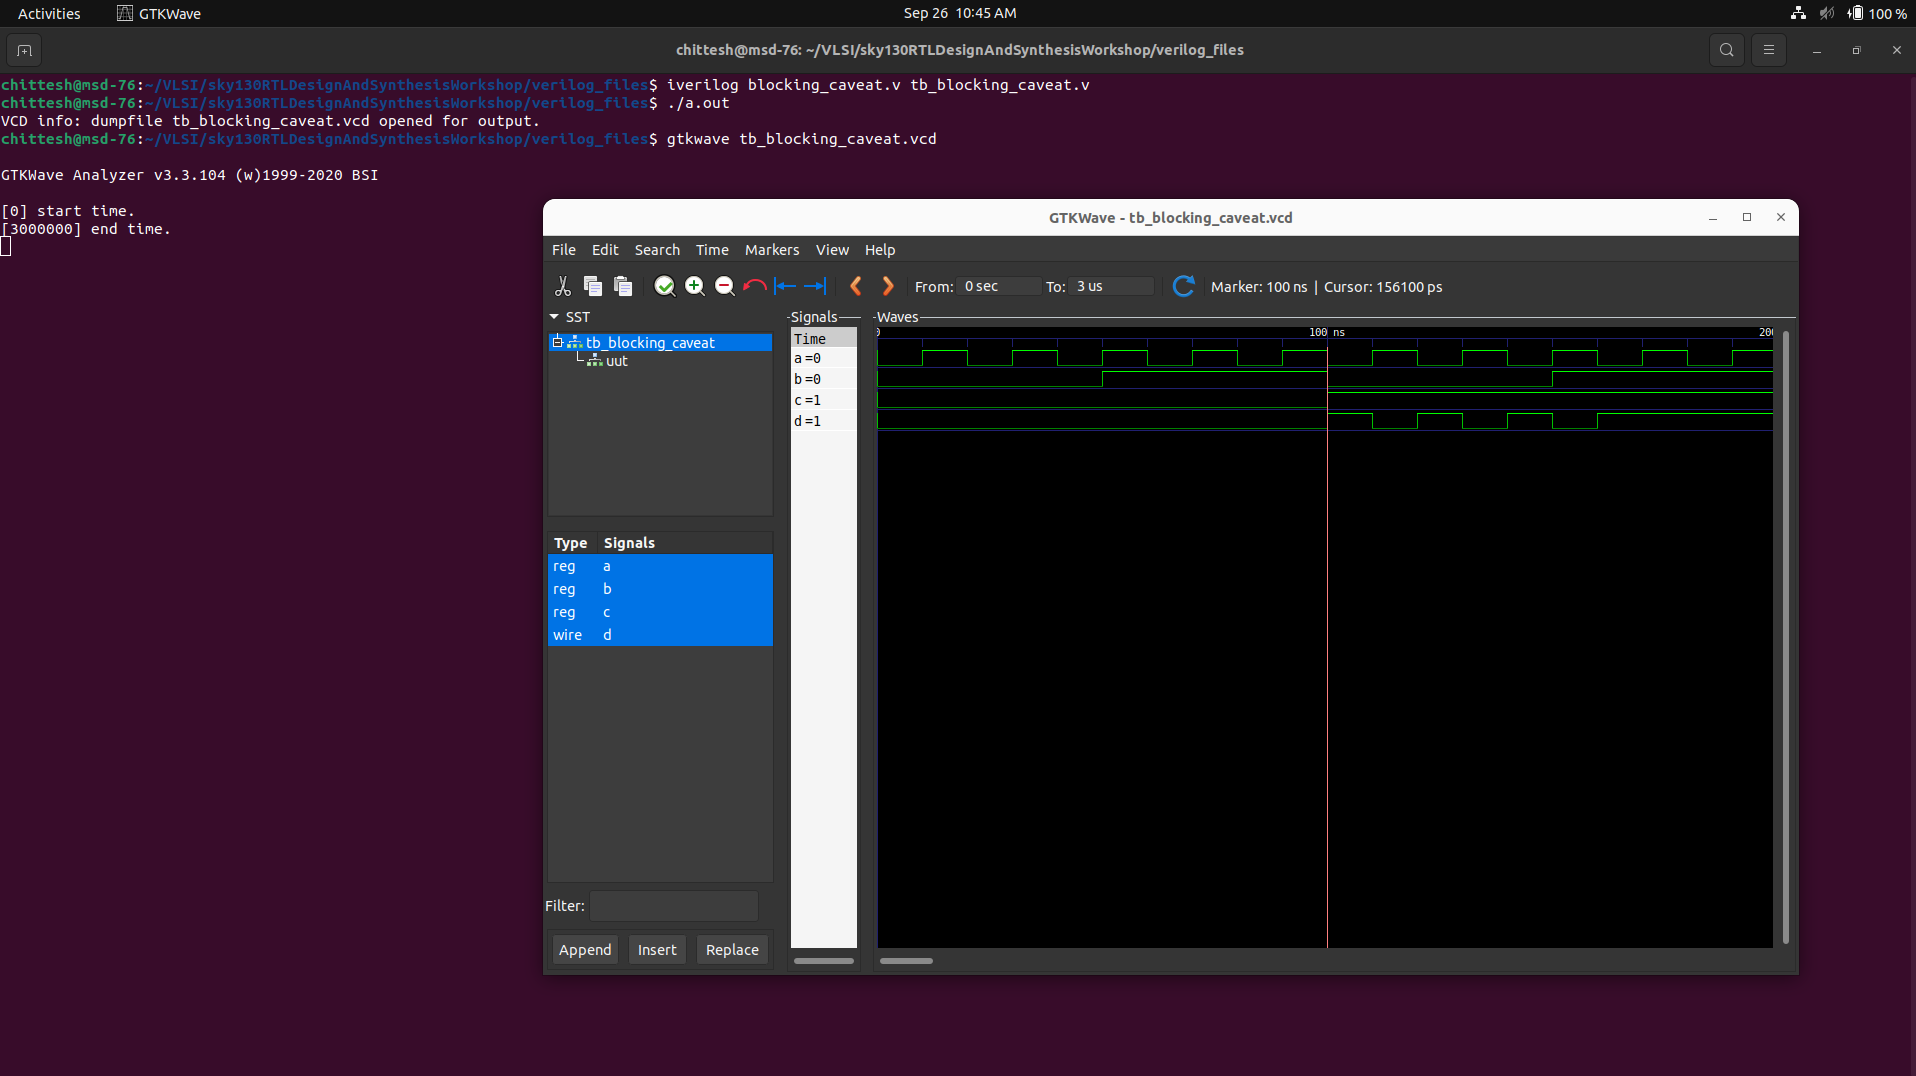 Activities GTKWave Sep 26 10:45 AM 100 %
chittesh@msd-76: ~/VLSI/sky130RTLDesignAndSynthesisWorkshop/verilog_files
chittesh@msd-76:~/VLSI/sky130RTLDesignAndSynthesisWorkshop/verilog_files$ iverilog blocking_caveat.v tb_blocking_caveat.v
chittesh@msd-76:~/VLSI/sky130RTLDesignAndSynthesisWorkshop/verilog_files$ ./a.out
VCD info: dumpfile tb_blocking_caveat.vcd opened for output.
chittesh@msd-76:~/VLSI/sky130RTLDesignAndSynthesisWorkshop/verilog_files$ gtkwave tb_blocking_caveat.vcd
GTKWave Analyzer v3.3.104 (w)1999-2020 BSI
[0] start time.
[3000000] end time.
GTKWave - tb_blocking_caveat.vcd
File Edit Search Time Markers View Help
From: 0 sec To: 3 us Marker: 100 ns | Cursor: 156100 ps
SST
tb_blocking_caveat
uut
Type Signals
reg a
reg b
reg c
wire d
Filter:
Append Insert Replace
Signals
Time
a =0
b =0
c =1
d =1
Waves
0 100 ns 200